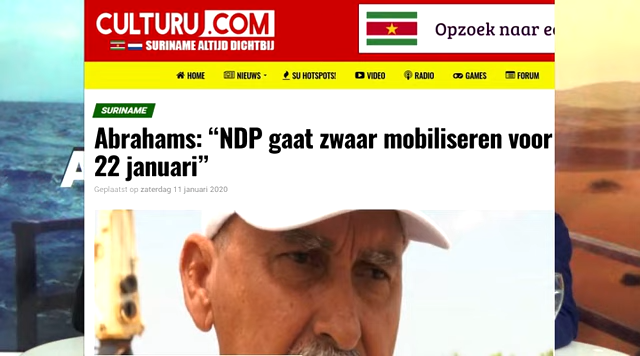 CULTURU.COM
SURINAME ALTIJD DICHTBIJ
Opzoek naar
HOME
NIEUWS
SU HOTSPOTS!
VIDEO
RADIO
GAMES
FORUM
SURINAME
Abrahams: “NDP gaat zwaar mobiliseren voor
22 januari”
Geplaatst op zaterdag 11 januari 2020